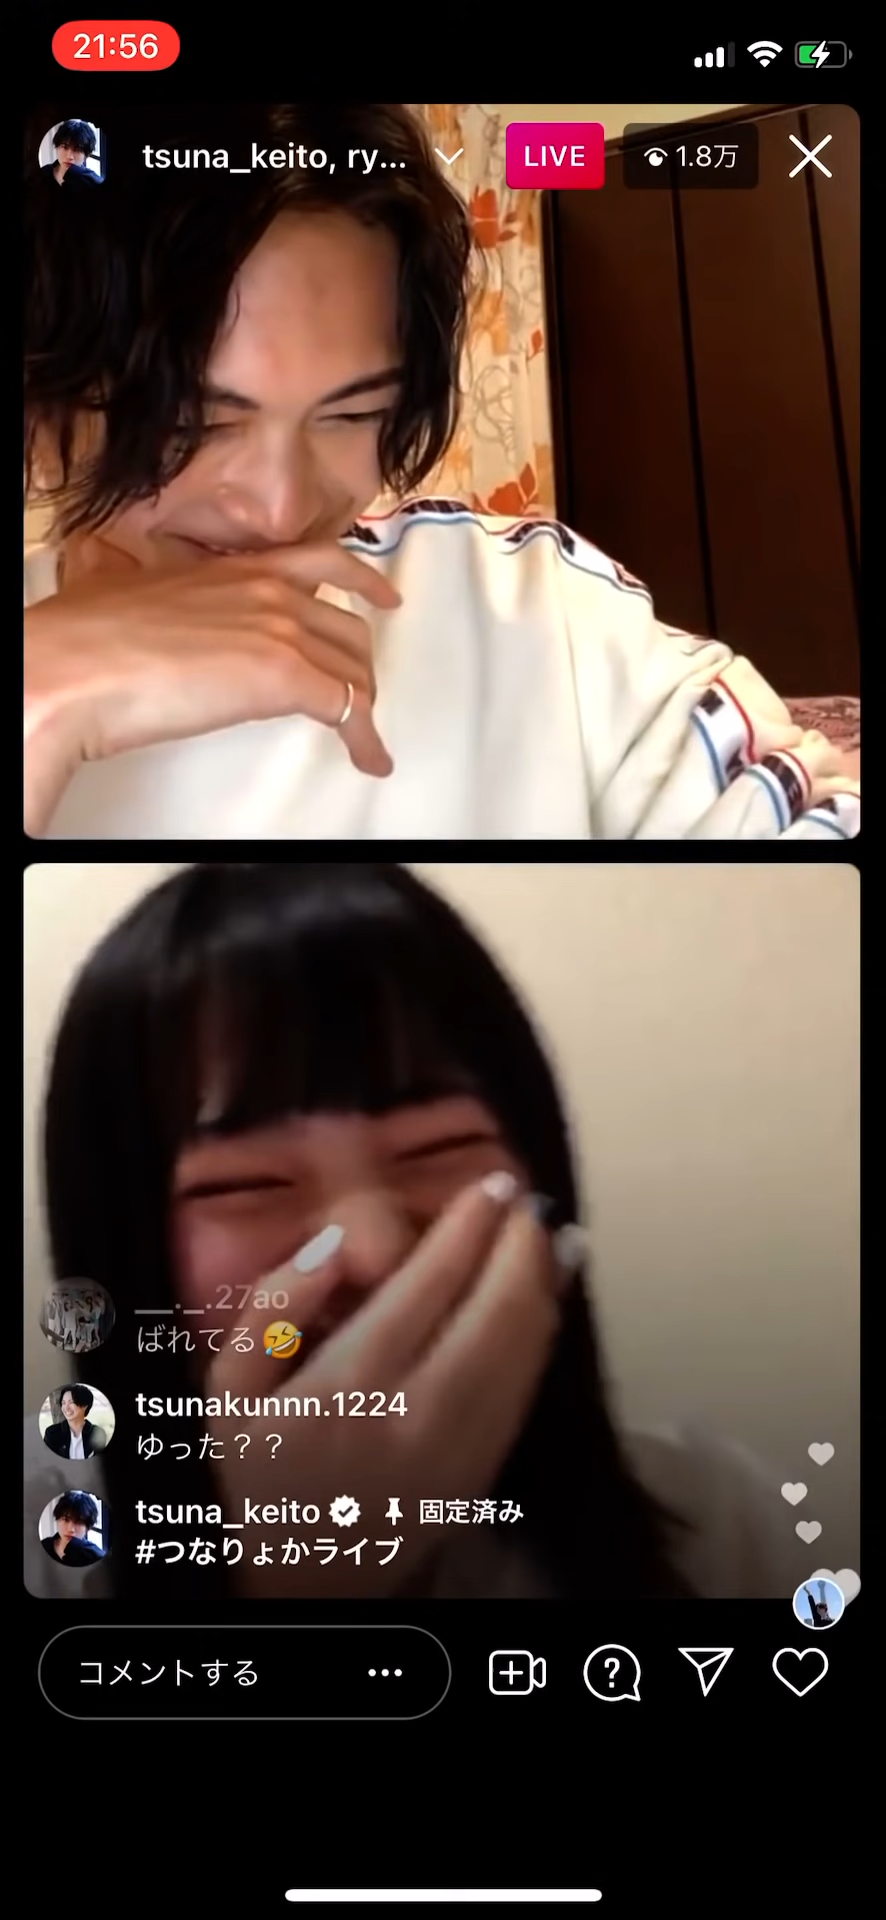 21:56
tsuna_keito, ry...
LIVE
1.8万
__._.27ao
ばれてる🤣
tsunakunnn.1224
ゆった？？
tsuna_keito 固定済み
#つなりょかライブ
コメントする